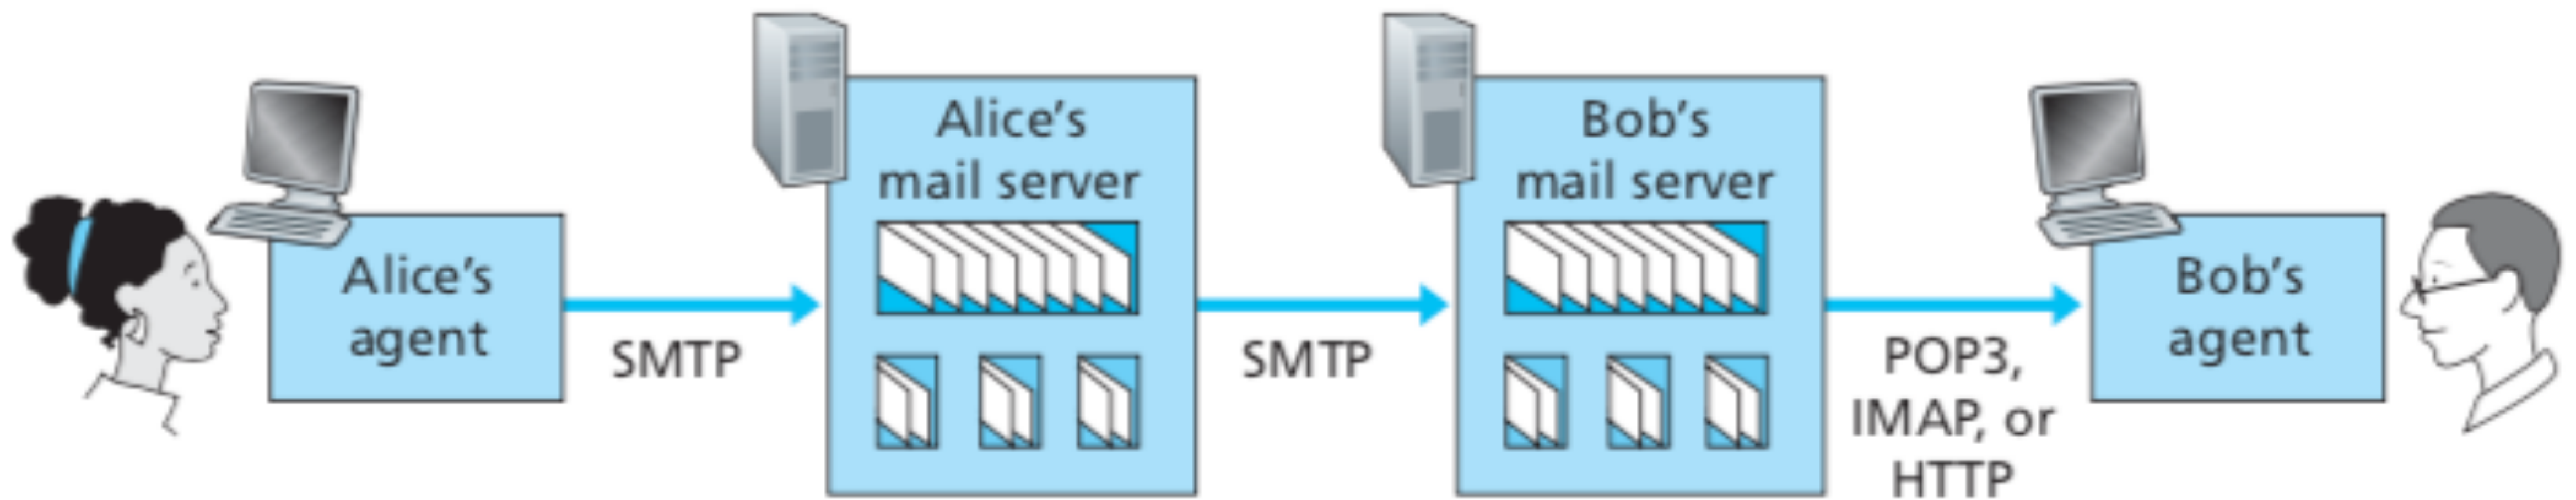 Alice's
agent
SMTP
Alice's
mail server
SMTP
Bob's
mail server
POP3,
IMAP, or
HTTP
Bob's
agent